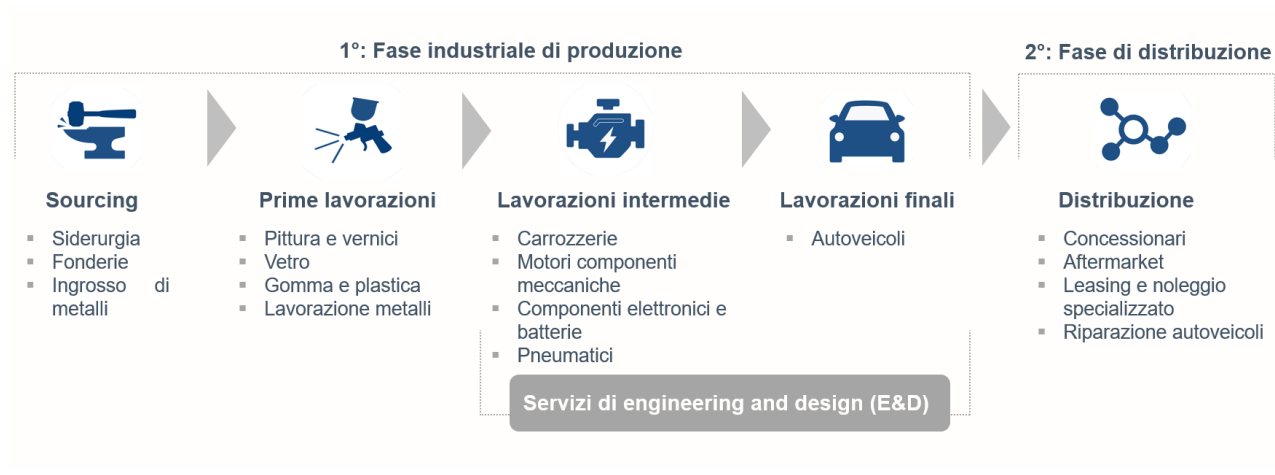 1°: Fase industriale di produzione
2°: Fase di distribuzione
Sourcing
Siderurgia
Fonderie
Ingrosso di
metalli
Prime lavorazioni
Pittura e vernici
Vetro
Gomma e plastica
Lavorazione metalli
Lavorazioni intermedie
Carrozzerie
Motori componenti
meccaniche
Componenti elettronici e
batterie
Pneumatici
Lavorazioni finali
Autoveicoli
Servizi di engineering and design (E&D)
Distribuzione
Concessionari
Aftermarket
Leasing e noleggio
specializzato
Riparazione autoveicoli